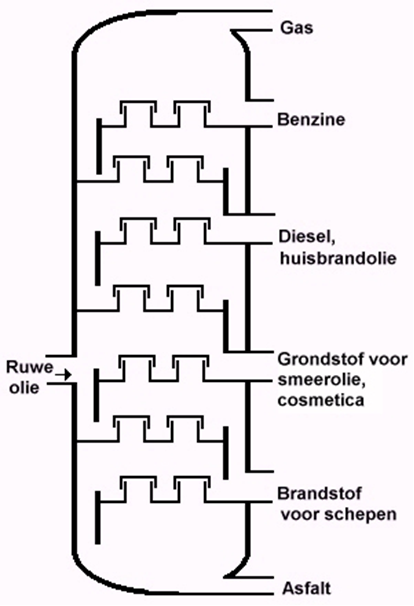 Gas
Benzine
Diesel,
huisbrandolie
Ruwe
olie
Grondstof voor
smeerolie,
cosmetica
Brandstof
voor schepen
Asfalt